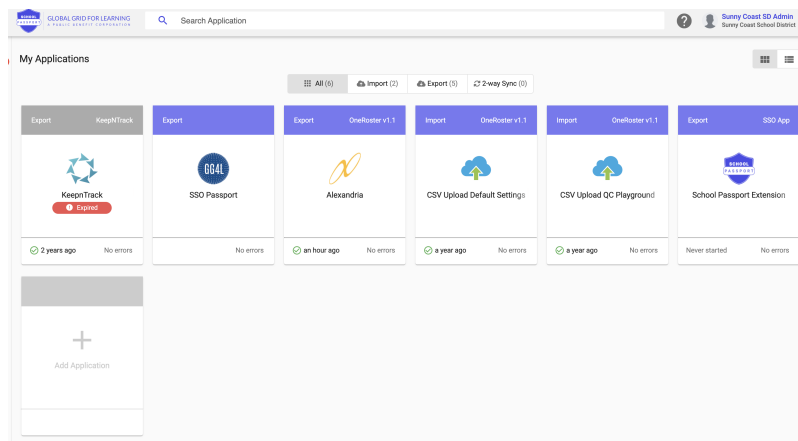 SCHOOL
PASSPORT
GLOBAL GRID FOR LEARNING
A PUBLIC BENEFIT CORPORATION
Search Application
?
Sunny Coast SD Admin
Sunny Coast School District
My Applications
All (6)
Import (2)
Export (5)
2-way Sync (0)
Export KeepNTrack
KeepnTrack
! Expired
2 years ago No errors
Export
GG4L
SSO Passport
No errors
Export OneRoster v1.1
Alexandria
an hour ago No errors
Import OneRoster v1.1
CSV Upload Default Settings
a year ago No errors
Import OneRoster v1.1
CSV Upload QC Playground
a year ago No errors
Export SSO App
SCHOOL
PASSPORT
School Passport Extension
Never started No errors
Add Application